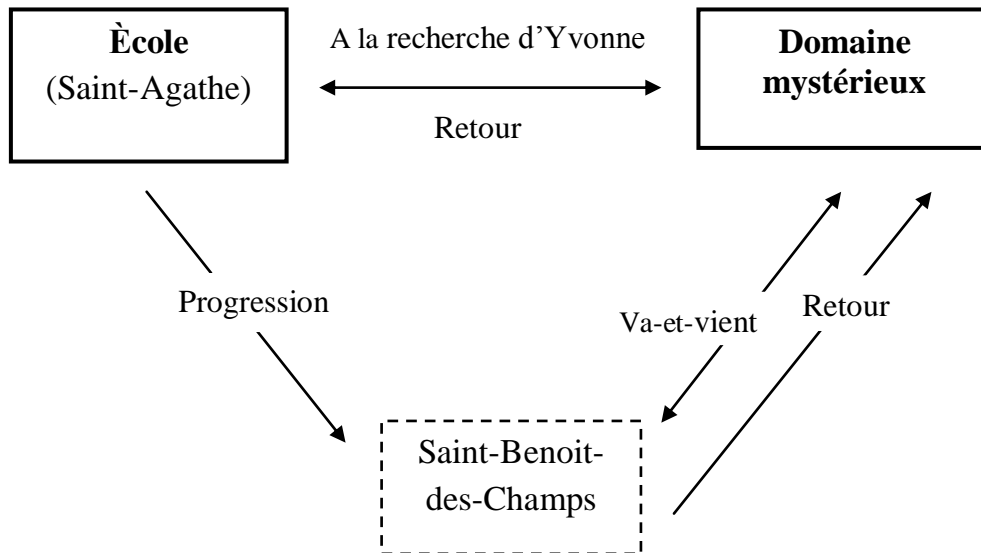 Ècole
(Saint-Agathe)
A la recherche d’Yvonne
Retour
Domaine
mystérieux
Progression
Va-et-vient
Retour
Saint-Benoit-
des-Champs